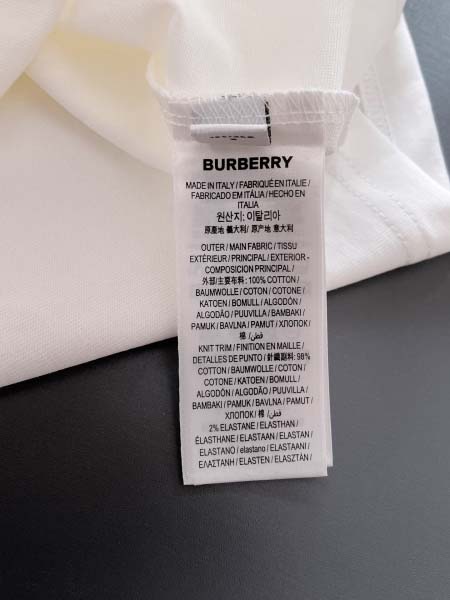 BURBERRY
MADE IN ITALY / FABRIQUÉ EN ITALIE /
FABRICADO EM ITÁLIA / HECHO EN
ITALIA
원산지: 이탈리아
原產地 義大利 / 原产地 意大利
OUTER / MAIN FABRIC / TISSU
EXTÉRIEUR / PRINCIPAL / EXTERIOR -
COMPOSICIÓN PRINCIPAL /
外部/主要布料: 100% COTTON /
BAUMWOLLE / COTON / COTONE /
KATOEN / BOMULL / ALGODÓN /
ALGODÃO / PUUVILLA / BAMBAKI /
PAMUK / BAVLNA / PAMUT / ХЛОПОК /
棉 / قطن /
KNIT TRIM / FINITION EN MAILLE /
DETALLES DE PUNTO / 針織副料: 98%
COTTON / BAUMWOLLE / COTON /
COTONE / KATOEN / BOMULL /
ALGODÓN / ALGODÃO / PUUVILLA /
BAMBAKI / PAMUK / BAVLNA / PAMUT /
ХЛОПОК / 棉 / قطن /
2% ELASTANE / ELASTHAN /
ÉLASTHANE / ELASTAAN / ELASTAN /
ELASTANO / elastano / ELASTAANI /
ΕΛΑΣΤΑΝΗ / ELASTEN / ELASZTÁN /